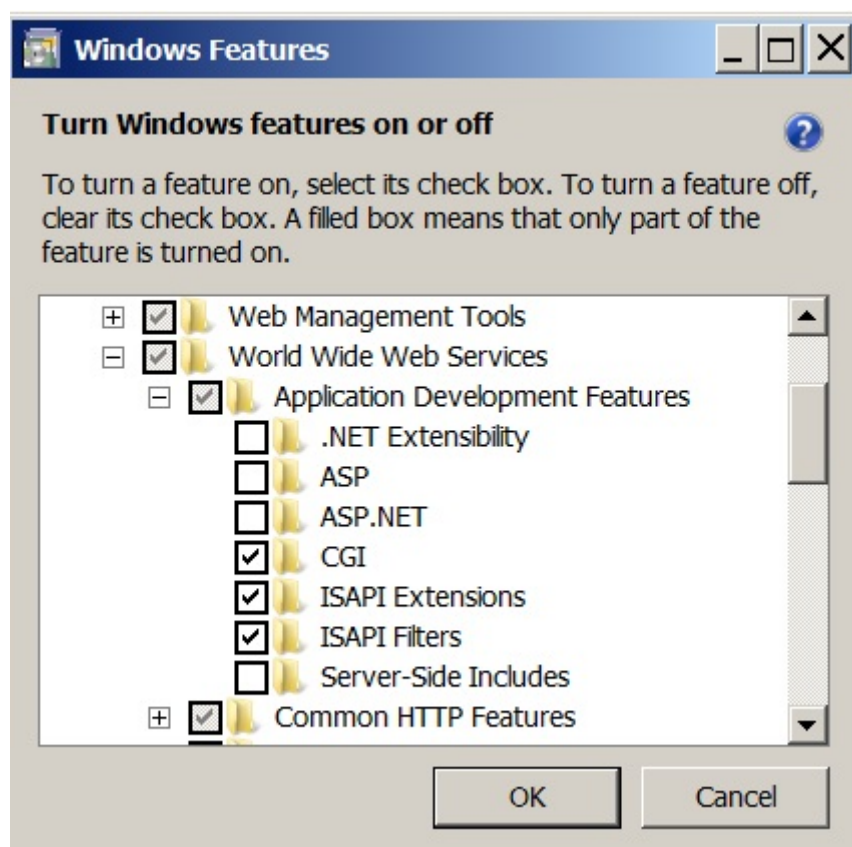 Windows Features
Turn Windows features on or off
To turn a feature on, select its check box. To turn a feature off,
clear its check box. A filled box means that only part of the
feature is turned on.
Web Management Tools
World Wide Web Services
Application Development Features
.NET Extensibility
ASP
ASP.NET
CGI
ISAPI Extensions
ISAPI Filters
Server-Side Includes
Common HTTP Features
OK Cancel